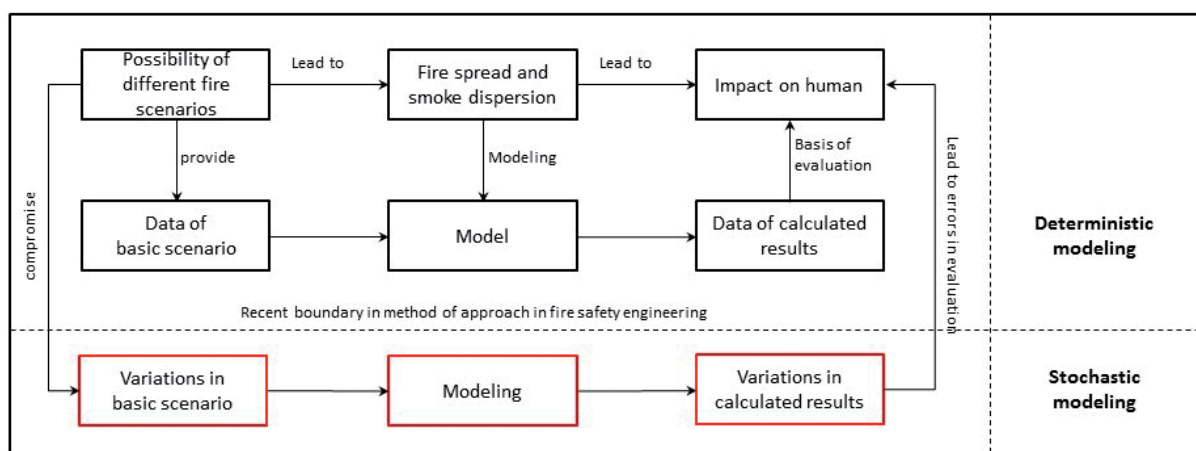 Possibility of
different fire
scenarios
Lead to
Fire spread and
smoke dispersion
Lead to
Impact on human
provide
Modeling
Basis of
evaluation
compromise
Lead to errors in evaluation
Data of
basic scenario
Model
Data of calculated
results
Deterministic
modeling
Recent boundary in method of approach in fire safety engineering
Variations in
basic scenario
Modeling
Variations in
calculated results
Stochastic
modeling